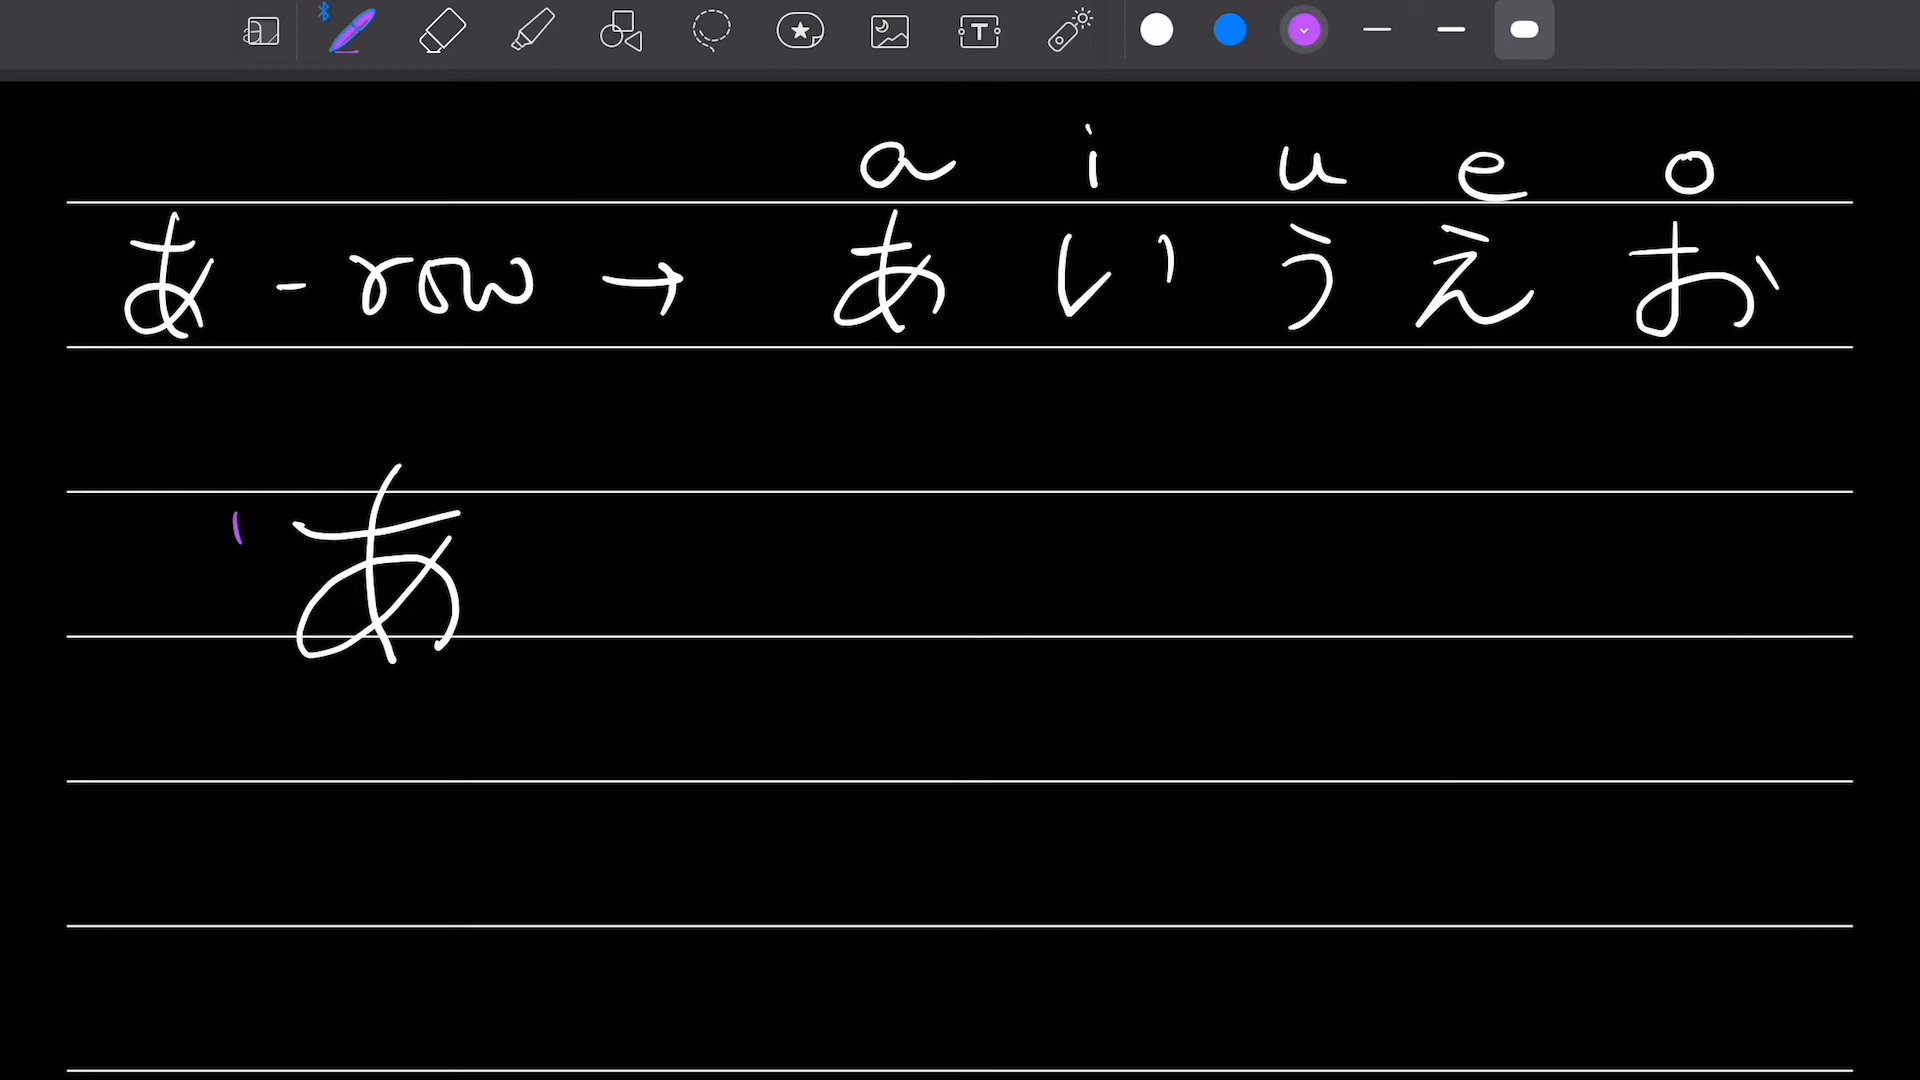 a i u e o
あ - row → あ い う え お
あ